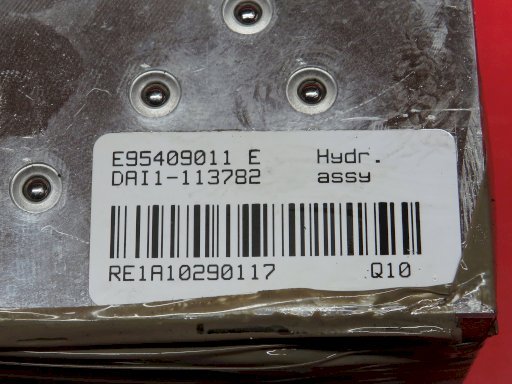 E95409011 E Hydr.
DAI1-113782 assy
RE1A10290117 Q10